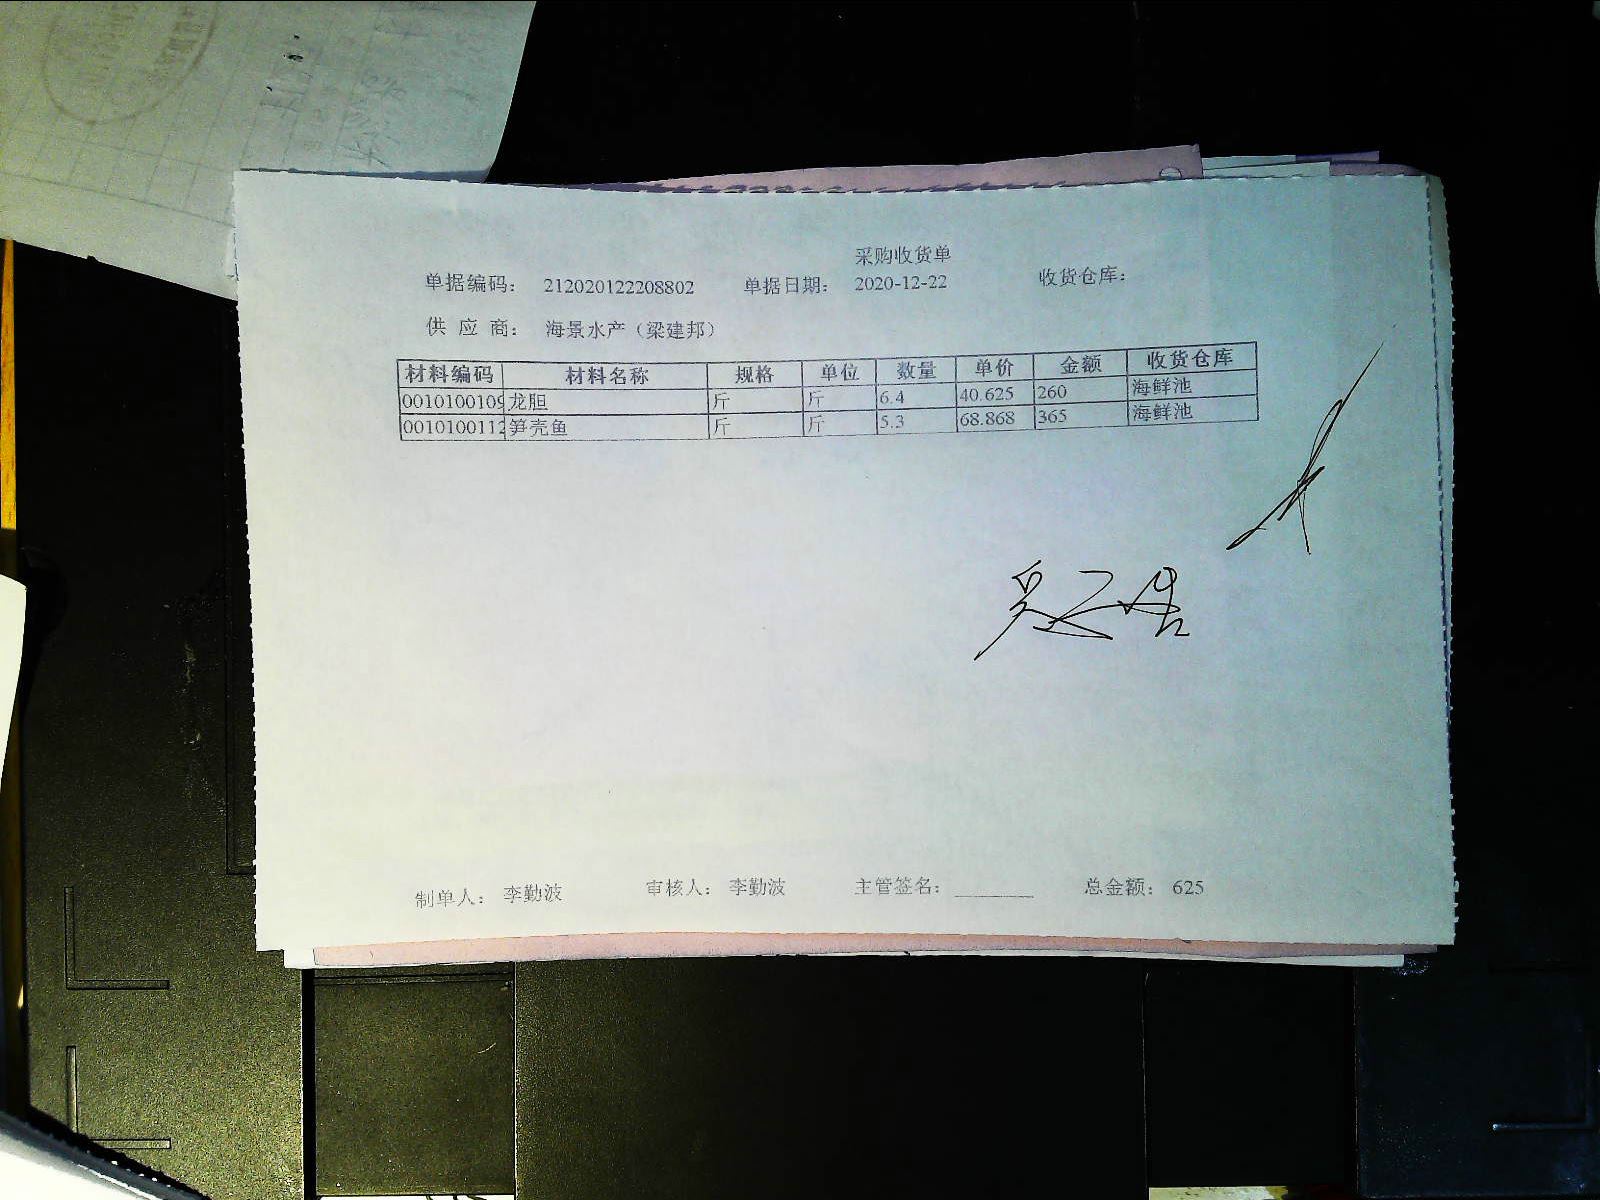 采购收货单
单据编码： 212020122208802 单据日期： 2020-12-22 收货仓库：
供 应 商： 海景水产（梁建邦）
材料编码 材料名称 规格 单位 数量 单价 金额 收货仓库
0010100109 龙胆 斤 斤 6.4 40.625 260 海鲜池
0010100112 笋壳鱼 斤 斤 5.3 68.868 365 海鲜池
制单人： 李勤波 审核人： 李勤波 主管签名： 总金额： 625